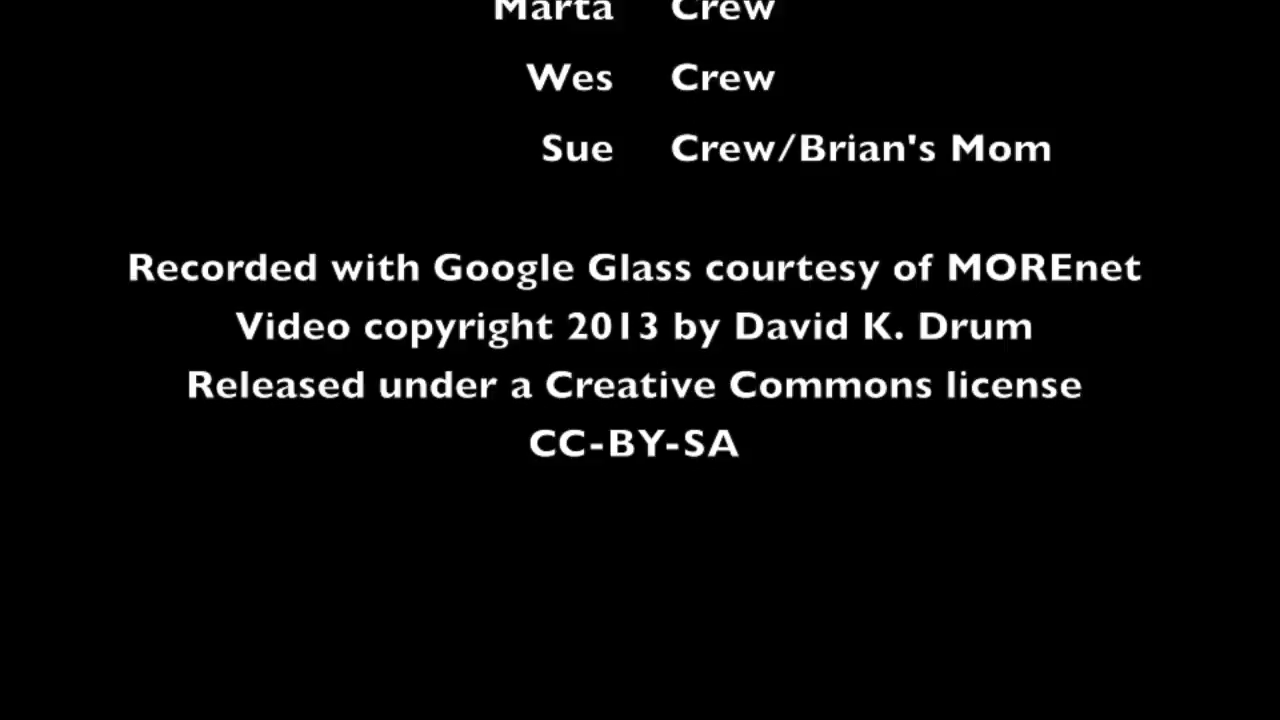 Marta Crew
Wes Crew
Sue Crew/Brian's Mom
Recorded with Google Glass courtesy of MOREnet
Video copyright 2013 by David K. Drum
Released under a Creative Commons license
CC-BY-SA